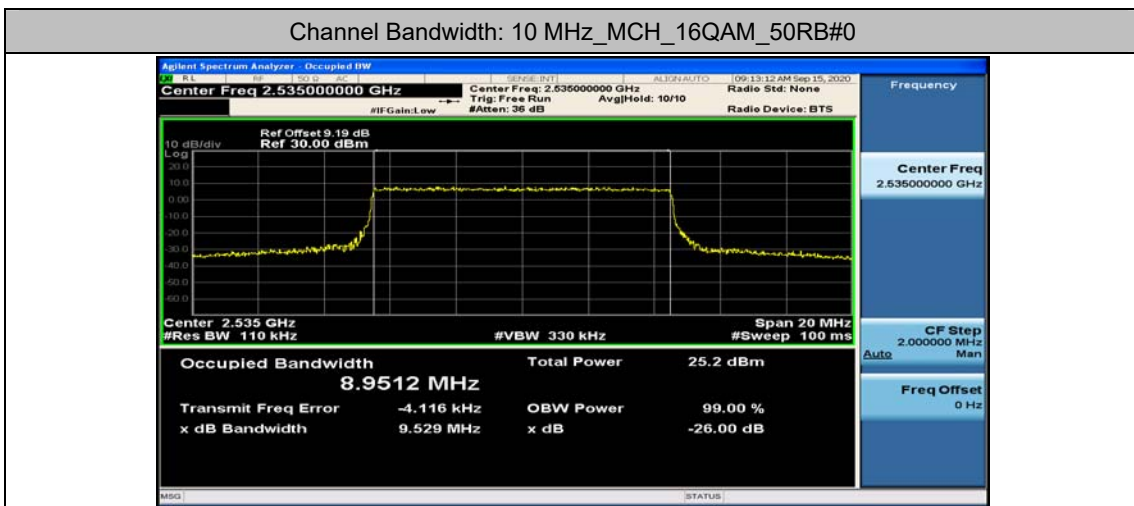 Channel Bandwidth: 10 MHz_MCH_16QAM_50RB#0
Agilent Spectrum Analyzer - Occupied BW
RL RF 50 Ω AC SENSE:INT ALIGN AUTO 09:13:12 AM Sep 15, 2020
Center Freq 2.535000000 GHz Center Freq: 2.535000000 GHz Radio Std: None
Trig: Free Run Avg|Hold: 10/10
#IFGain:Low #Atten: 36 dB Radio Device: BTS
Ref Offset 9.19 dB
10 dB/div Ref 30.00 dBm
Log
20.0
10.0
0.00
-10.0
-20.0
-30.0
-40.0
-50.0
-60.0
Center 2.535 GHz Span 20 MHz
#Res BW 110 kHz #VBW 330 kHz #Sweep 100 ms
Occupied Bandwidth Total Power 25.2 dBm
8.9512 MHz
Transmit Freq Error -4.116 kHz OBW Power 99.00 %
x dB Bandwidth 9.529 MHz x dB -26.00 dB
MSG STATUS
Frequency
Center Freq
2.535000000 GHz
CF Step
2.000000 MHz
Auto Man
Freq Offset
0 Hz